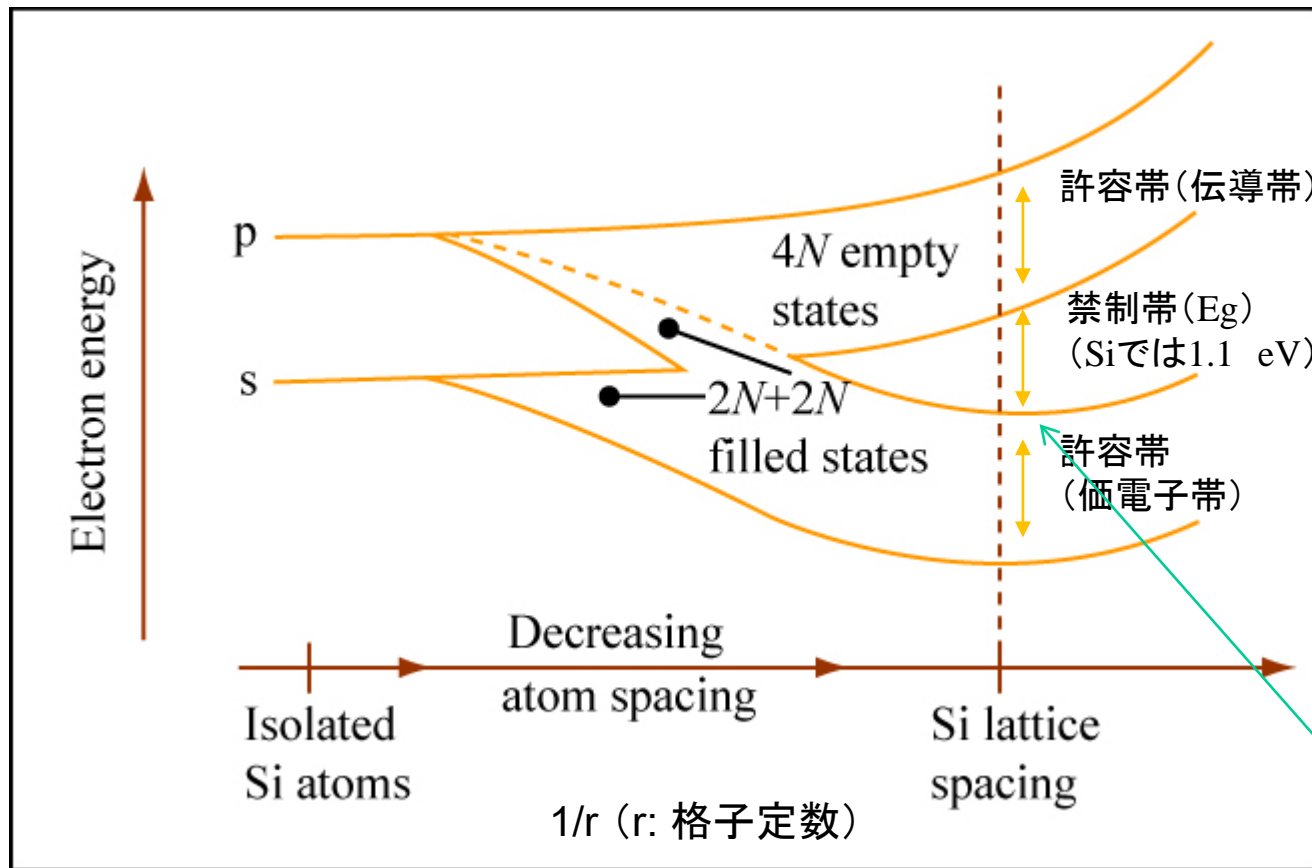 許容帯(伝導帯)
p
4N empty
states
禁制帯(Eg)
(Siでは1.1 eV)
Electron energy
s
2N+2N
filled states
許容帯
(価電子帯)
Decreasing
atom spacing
Isolated
Si atoms
Si lattice
spacing
1/r (r: 格子定数)